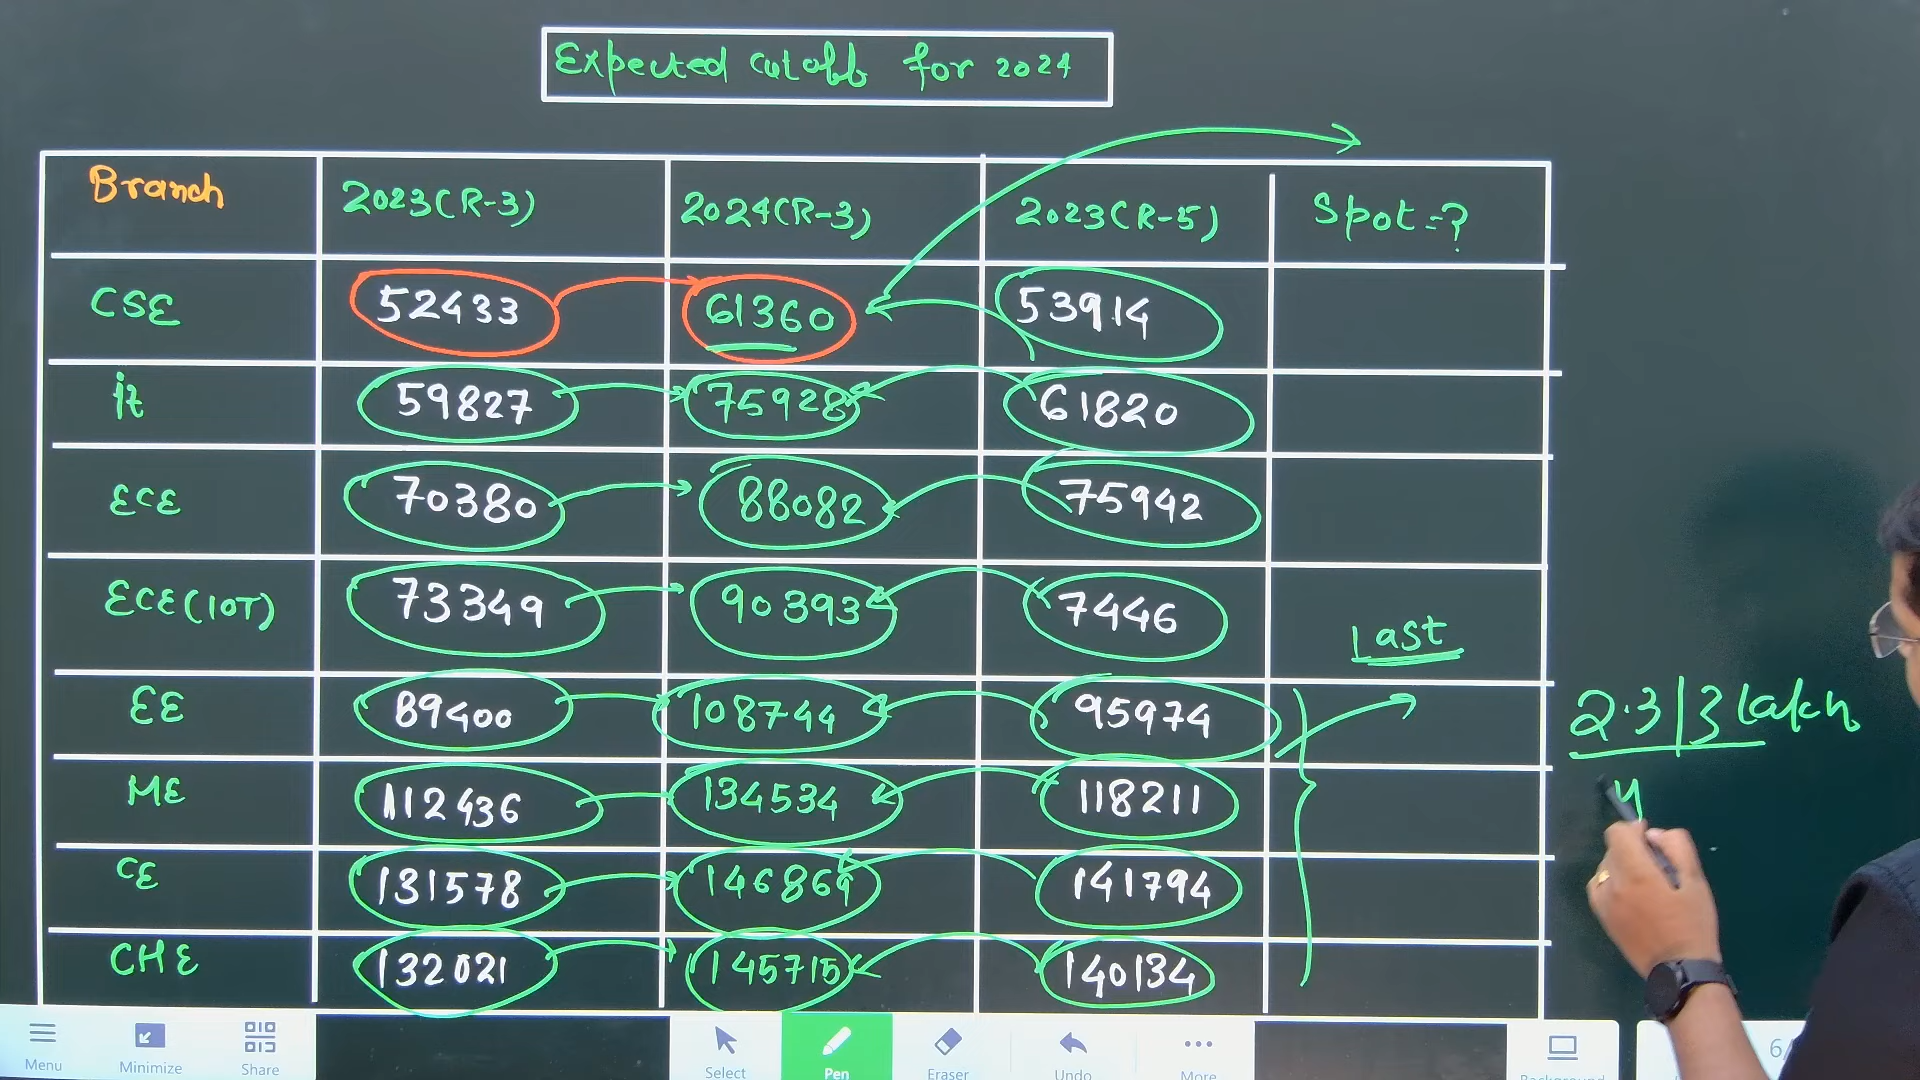 Expected cutoff for 2024
Branch 2023(R-3) 2024(R-3) 2023(R-5) Spot=?
CSE 52433 61360 53914
it 59827 75928 61820
ECE 70380 88082 75942
ECE(IOT) 73349 90393 7446
Last
EE 89400 108744 95974
2.3|3 lakh
ME 112436 134534 118211
CE 131578 146869 141794
CHE 132021 145715 140134
Menu Minimize Share Select Pen Eraser Undo More